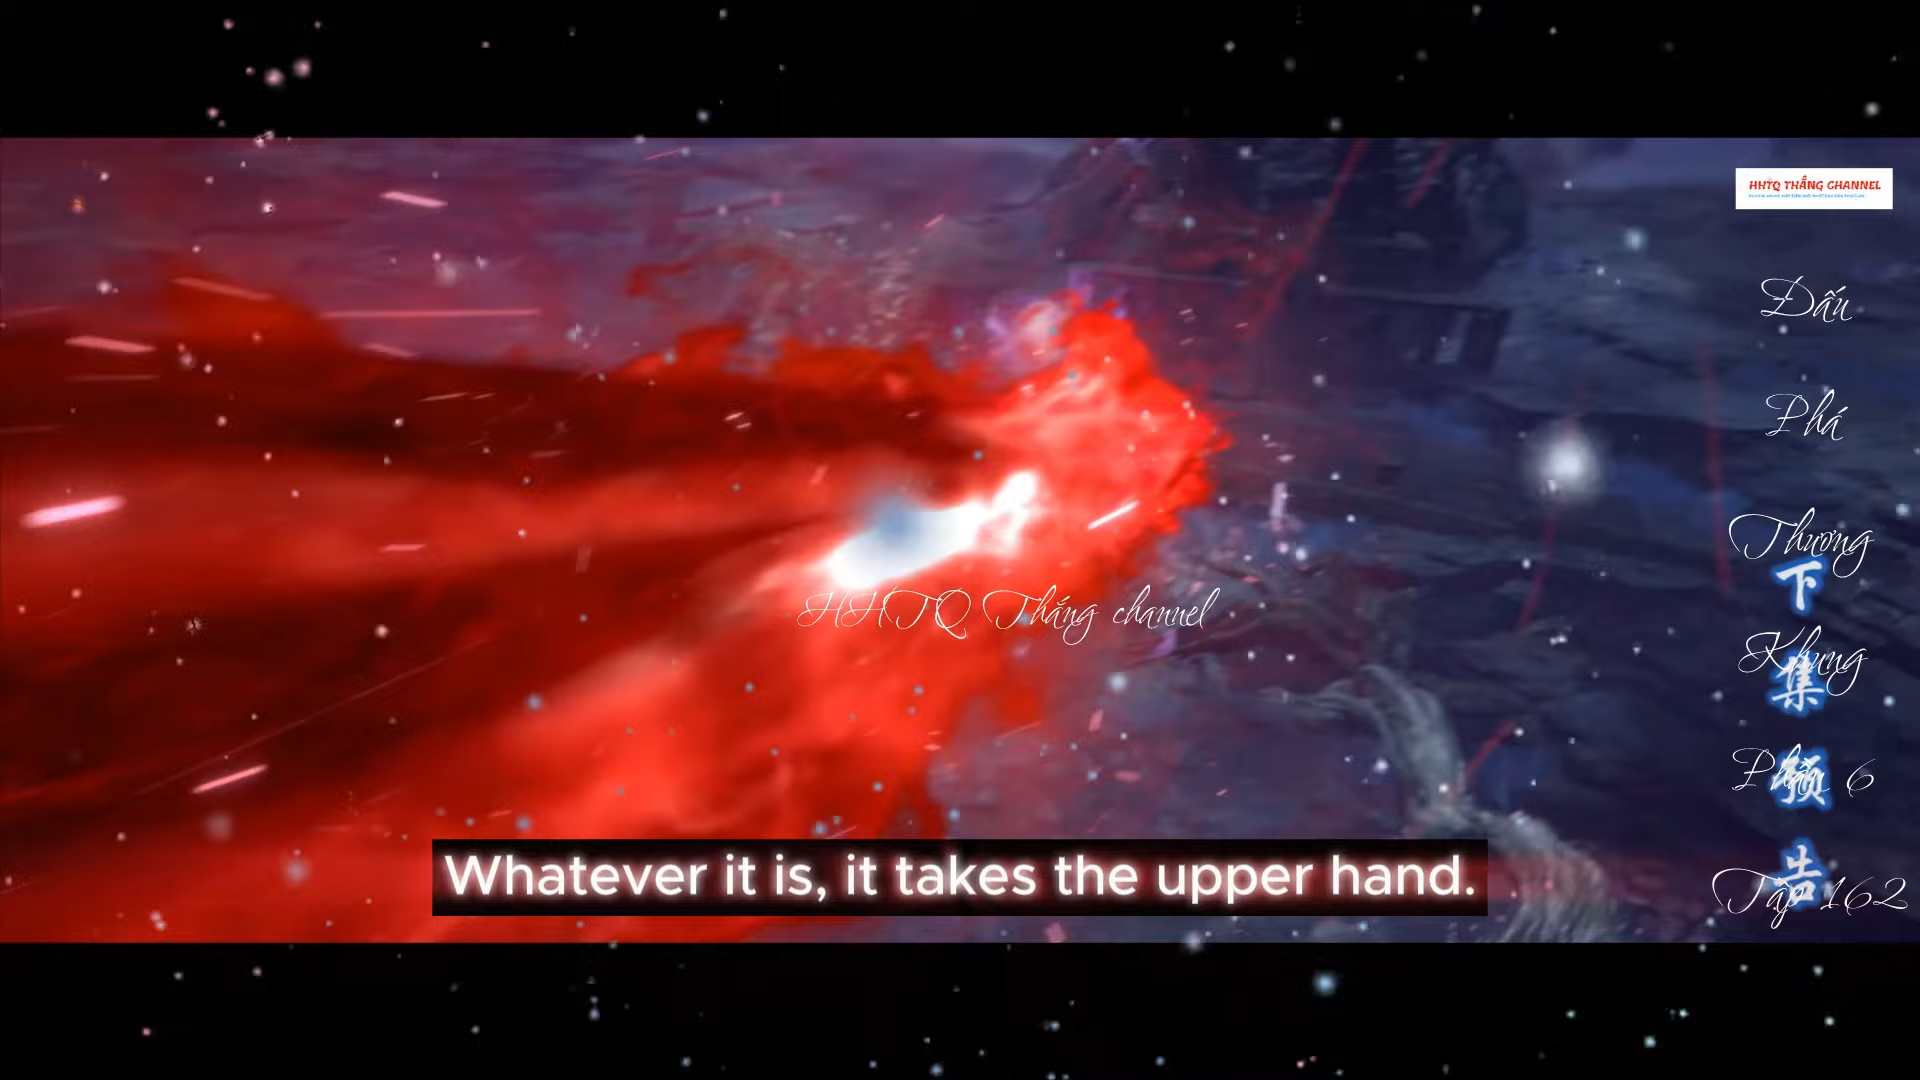 HHTQ THẮNG CHANNEL
Đấu
Phá
Thương
Khung
Phần 6
Tập 162
下集预告
HHTQ Thắng channel
Whatever it is, it takes the upper hand.